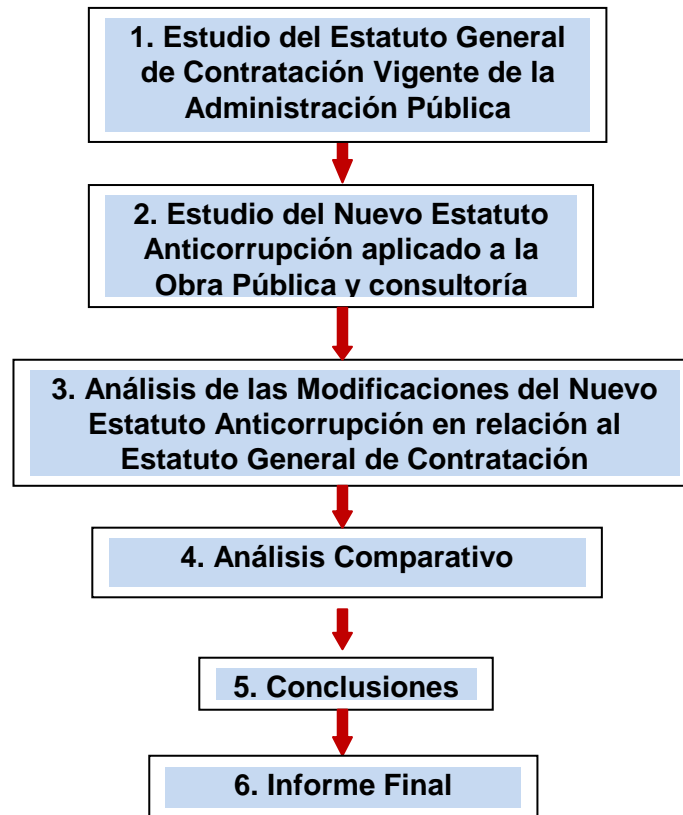 1. Estudio del Estatuto General
de Contratación Vigente de la
Administración Pública
2. Estudio del Nuevo Estatuto
Anticorrupción aplicado a la
Obra Pública y consultoría
3. Análisis de las Modificaciones del Nuevo
Estatuto Anticorrupción en relación al
Estatuto General de Contratación
4. Análisis Comparativo
5. Conclusiones
6. Informe Final